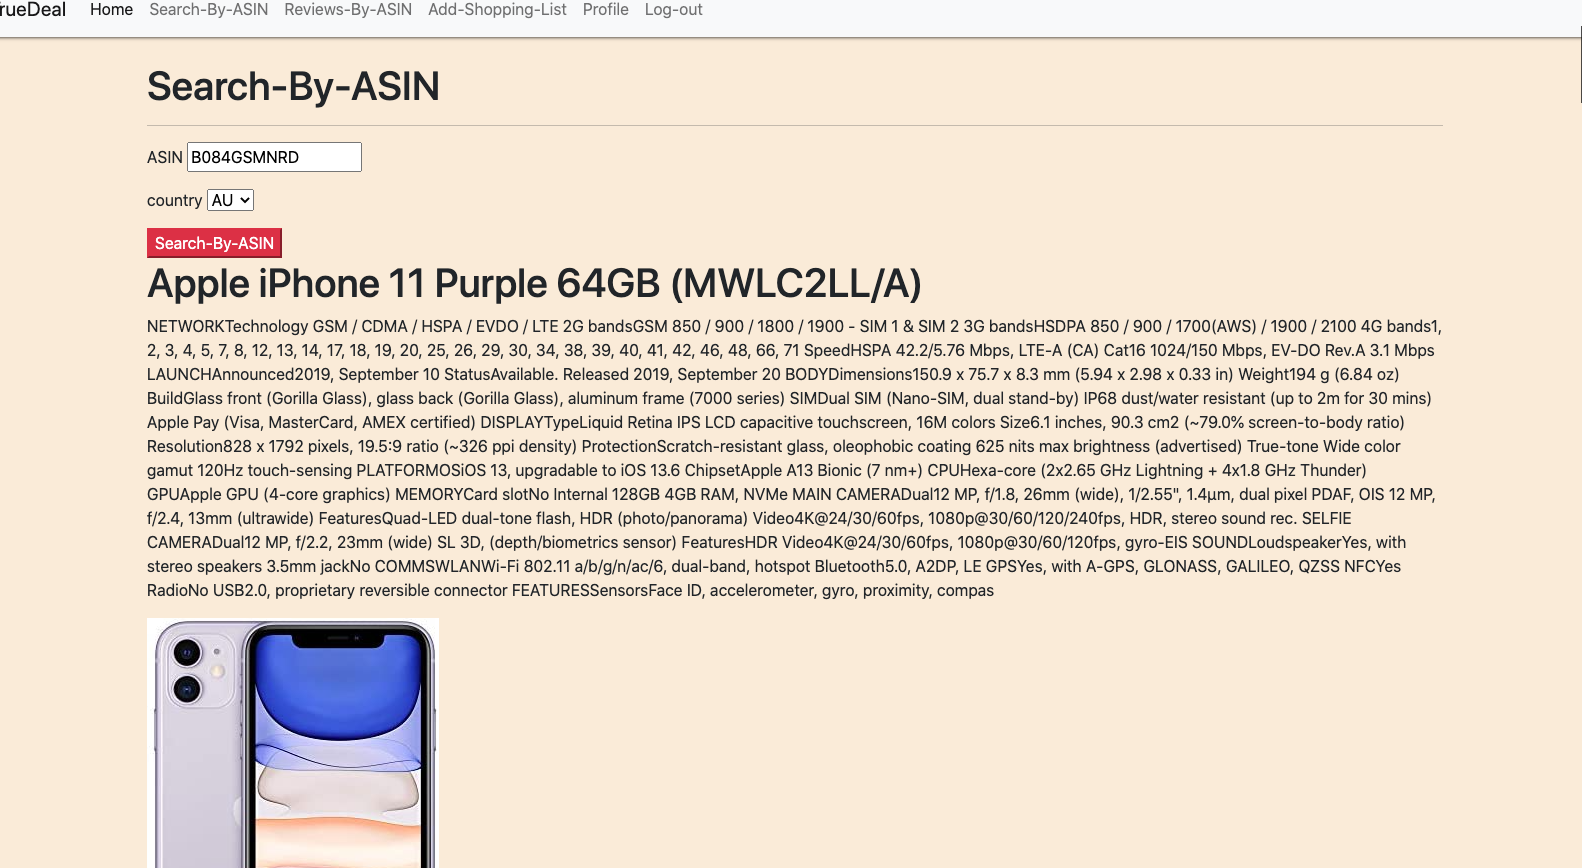 rueDeal Home Search-By-ASIN Reviews-By-ASIN Add-Shopping-List Profile Log-out
Search-By-ASIN
ASIN B084GSMNRD
country AU
Search-By-ASIN
Apple iPhone 11 Purple 64GB (MWLC2LL/A)
NETWORKTechnology GSM / CDMA / HSPA / EVDO / LTE 2G bandsGSM 850 / 900 / 1800 / 1900 - SIM 1 & SIM 2 3G bandsHSDPA 850 / 900 / 1700(AWS) / 1900 / 2100 4G bands1,
2, 3, 4, 5, 7, 8, 12, 13, 14, 17, 18, 19, 20, 25, 26, 29, 30, 34, 38, 39, 40, 41, 42, 46, 48, 66, 71 SpeedHSPA 42.2/5.76 Mbps, LTE-A (CA) Cat16 1024/150 Mbps, EV-DO Rev.A 3.1 Mbps
LAUNCHAnnounced2019, September 10 StatusAvailable. Released 2019, September 20 BODYDimensions150.9 x 75.7 x 8.3 mm (5.94 x 2.98 x 0.33 in) Weight194 g (6.84 oz)
BuildGlass front (Gorilla Glass), glass back (Gorilla Glass), aluminum frame (7000 series) SIMDual SIM (Nano-SIM, dual stand-by) IP68 dust/water resistant (up to 2m for 30 mins)
Apple Pay (Visa, MasterCard, AMEX certified) DISPLAYTypeLiquid Retina IPS LCD capacitive touchscreen, 16M colors Size6.1 inches, 90.3 cm2 (~79.0% screen-to-body ratio)
Resolution828 x 1792 pixels, 19.5:9 ratio (~326 ppi density) ProtectionScratch-resistant glass, oleophobic coating 625 nits max brightness (advertised) True-tone Wide color
gamut 120Hz touch-sensing PLATFORMOSiOS 13, upgradable to iOS 13.6 ChipsetApple A13 Bionic (7 nm+) CPUHexa-core (2x2.65 GHz Lightning + 4x1.8 GHz Thunder)
GPUApple GPU (4-core graphics) MEMORYCard slotNo Internal 128GB 4GB RAM, NVMe MAIN CAMERADual12 MP, f/1.8, 26mm (wide), 1/2.55", 1.4µm, dual pixel PDAF, OIS 12 MP,
f/2.4, 13mm (ultrawide) FeaturesQuad-LED dual-tone flash, HDR (photo/panorama) Video4K@24/30/60fps, 1080p@30/60/120/240fps, HDR, stereo sound rec. SELFIE
CAMERADual12 MP, f/2.2, 23mm (wide) SL 3D, (depth/biometrics sensor) FeaturesHDR Video4K@24/30/60fps, 1080p@30/60/120fps, gyro-EIS SOUNDLoudspeakerYes, with
stereo speakers 3.5mm jackNo COMMSWLANWi-Fi 802.11 a/b/g/n/ac/6, dual-band, hotspot Bluetooth5.0, A2DP, LE GPSYes, with A-GPS, GLONASS, GALILEO, QZSS NFCYes
RadioNo USB2.0, proprietary reversible connector FEATURESSensorsFace ID, accelerometer, gyro, proximity, compas